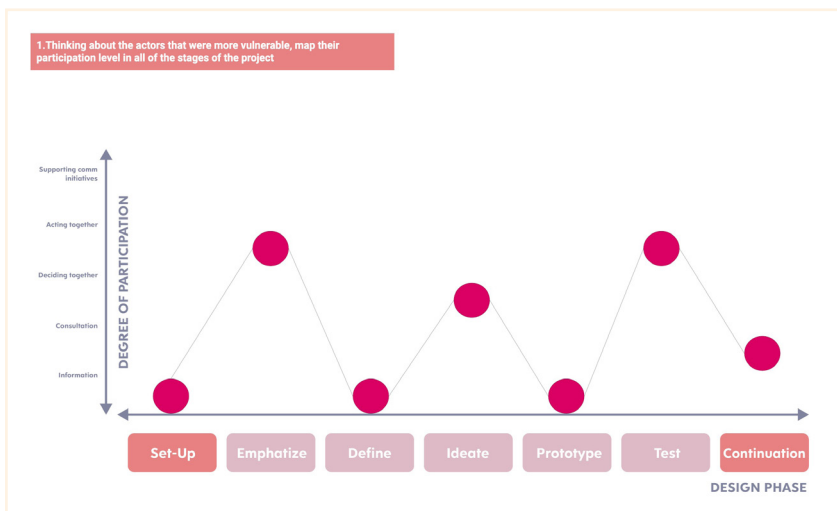 1.Thinking about the actors that were more vulnerable, map their
participation level in all of the stages of the project
Supporting comm
initiatives
Acting together
Deciding together
Consultation
Information
DEGREE OF PARTICIPATION
Set-Up
Emphatize
Define
Ideate
Prototype
Test
Continuation
DESIGN PHASE